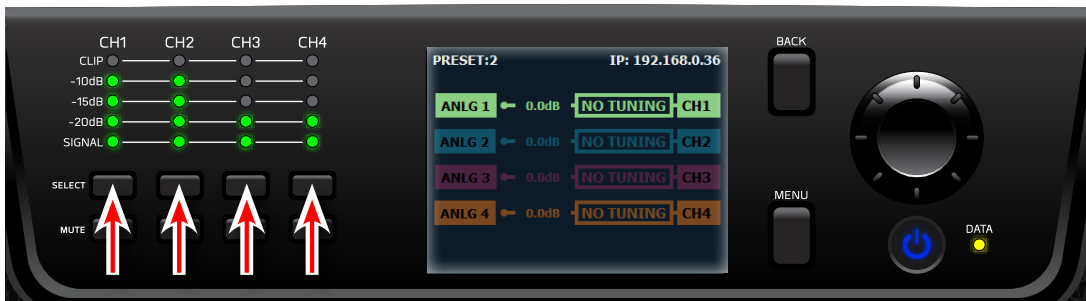 CH1 CH2 CH3 CH4
CLIP
-10dB
-15dB
-20dB
SIGNAL
SELECT
MUTE
PRESET:2 IP: 192.168.0.36
ANLG 1 0.0dB NO TUNING CH1
ANLG 2 0.0dB NO TUNING CH2
ANLG 3 0.0dB NO TUNING CH3
ANLG 4 0.0dB NO TUNING CH4
BACK
MENU
DATA